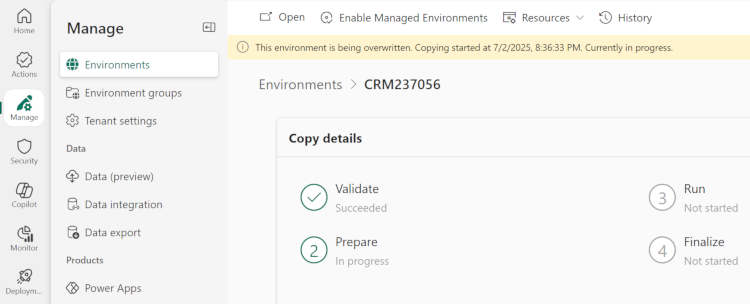 Home
Actions
Manage
Security
Copilot
Monitor
Deploym...
Manage
Environments
Environment groups
Tenant settings
Data
Data (preview)
Data integration
Data export
Products
Power Apps
Open
Enable Managed Environments
Resources
History
This environment is being overwritten. Copying started at 7/2/2025, 8:36:33 PM. Currently in progress.
Environments > CRM237056
Copy details
Validate
Succeeded
2
Prepare
In progress
3
Run
Not started
4
Finalize
Not started